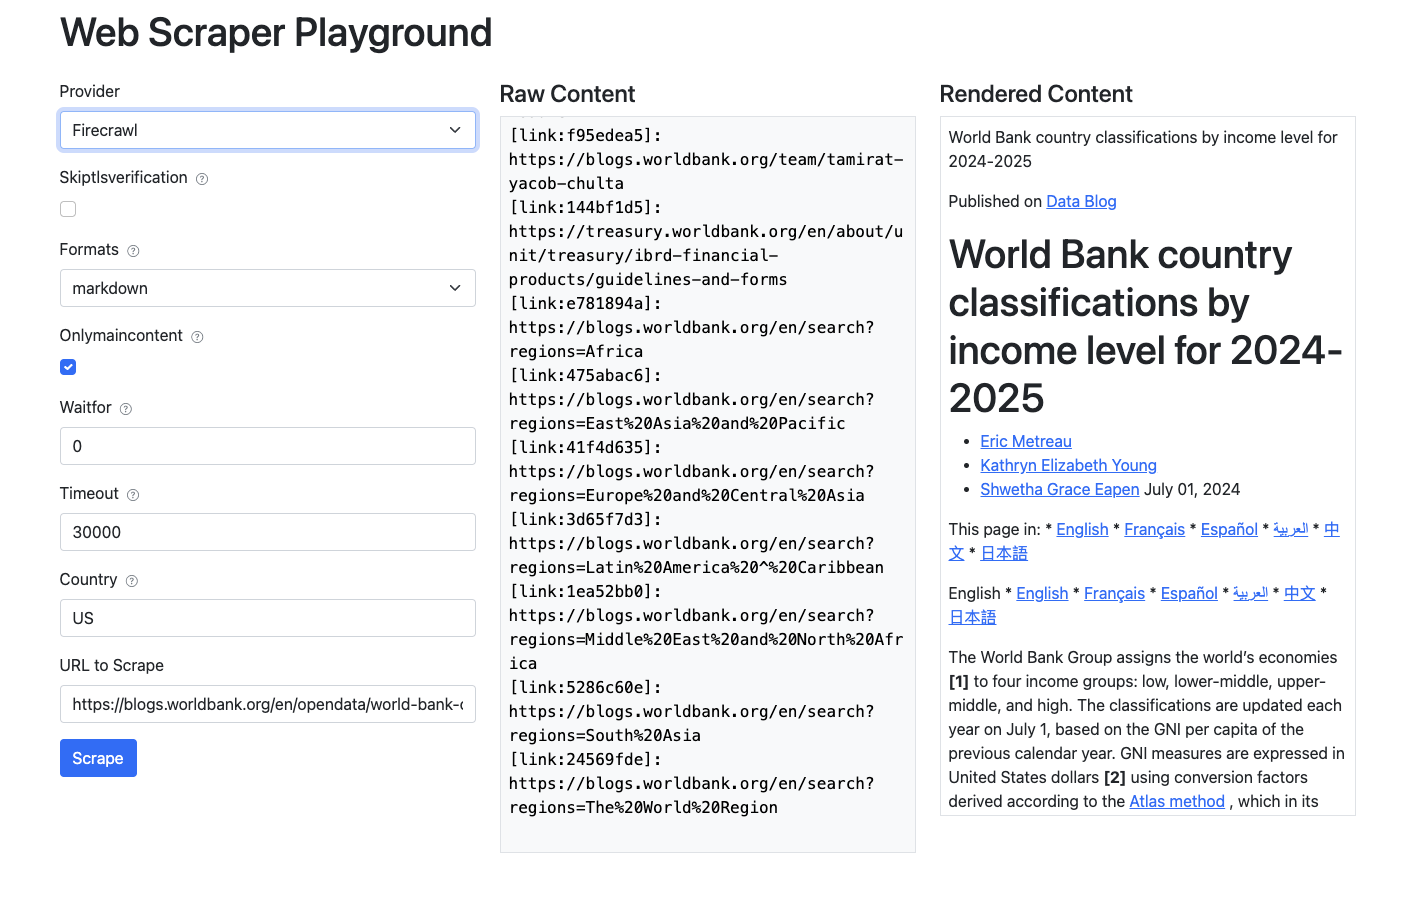 Web Scraper Playground
Provider
Firecrawl
Skiptlsverification
Formats
markdown
Onlymaincontent
Waitfor
0
Timeout
30000
Country
US
URL to Scrape
https://blogs.worldbank.org/en/opendata/world-bank-c
Scrape
Raw Content
[link:f95edea5]:
https://blogs.worldbank.org/team/tamirat-
yacob-chulta
[link:144bf1d5]:
https://treasury.worldbank.org/en/about/u
nit/treasury/ibrd-financial-
products/guidelines-and-forms
[link:e781894a]:
https://blogs.worldbank.org/en/search?
regions=Africa
[link:475abac6]:
https://blogs.worldbank.org/en/search?
regions=East%20Asia%20and%20Pacific
[link:41f4d635]:
https://blogs.worldbank.org/en/search?
regions=Europe%20and%20Central%20Asia
[link:3d65f7d3]:
https://blogs.worldbank.org/en/search?
regions=Latin%20America%20^%20Caribbean
[link:1ea52bb0]:
https://blogs.worldbank.org/en/search?
regions=Middle%20East%20and%20North%20Afr
ica
[link:5286c60e]:
https://blogs.worldbank.org/en/search?
regions=South%20Asia
[link:24569fde]:
https://blogs.worldbank.org/en/search?
regions=The%20World%20Region
Rendered Content
World Bank country classifications by income level for
2024-2025
Published on Data Blog
World Bank country
classifications by
income level for 2024-
2025
• Eric Metreau
• Kathryn Elizabeth Young
• Shwetha Grace Eapen July 01, 2024
This page in: * English * Français * Español * العربية * 中
文 * 日本語
English * English * Français * Español * العربية * 中文 *
日本語
The World Bank Group assigns the world’s economies
[1] to four income groups: low, lower-middle, upper-
middle, and high. The classifications are updated each
year on July 1, based on the GNI per capita of the
previous calendar year. GNI measures are expressed in
United States dollars [2] using conversion factors
derived according to the Atlas method , which in its